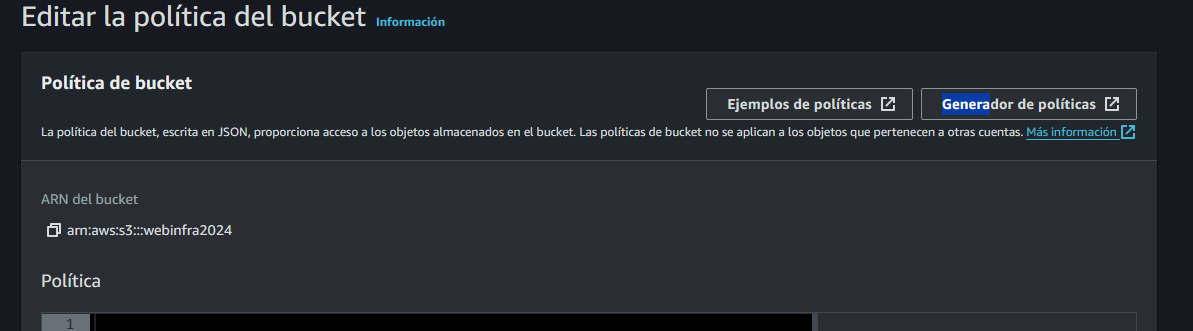 Editar la política del bucket Información
Política de bucket
Ejemplos de políticas
Generador de políticas
La política del bucket, escrita en JSON, proporciona acceso a los objetos almacenados en el bucket. Las políticas de bucket no se aplican a los objetos que pertenecen a otras cuentas. Más información
ARN del bucket
arn:aws:s3:::webinfra2024
Política
1